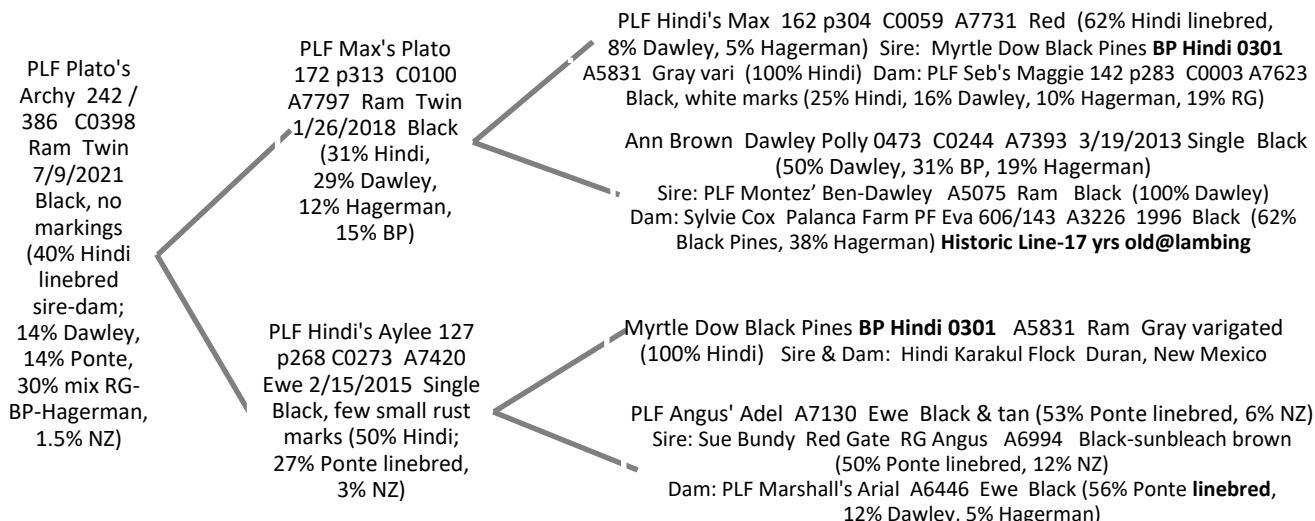 PLF Plato's
Archy 242 /
386 C0398
Ram Twin
7/9/2021
Black, no
markings
(40% Hindi
linebred
sire-dam;
14% Dawley,
14% Ponte,
30% mix RG-
BP-Hagerman,
1.5% NZ)
PLF Max's Plato
172 p313 C0100
A7797 Ram Twin
1/26/2018 Black
(31% Hindi,
29% Dawley,
12% Hagerman,
15% BP)
PLF Hindi's Aylee 127
p268 C0273 A7420
Ewe 2/15/2015 Single
Black, few small rust
marks (50% Hindi;
27% Ponte linebred,
3% NZ)
PLF Hindi's Max 162 p304 C0059 A7731 Red (62% Hindi linebred,
8% Dawley, 5% Hagerman) Sire: Myrtle Dow Black Pines BP Hindi 0301
A5831 Gray vari (100% Hindi) Dam: PLF Seb's Maggie 142 p283 C0003 A7623
Black, white marks (25% Hindi, 16% Dawley, 10% Hagerman, 19% RG)
Ann Brown Dawley Polly 0473 C0244 A7393 3/19/2013 Single Black
(50% Dawley, 31% BP, 19% Hagerman)
Sire: PLF Montez’ Ben-Dawley A5075 Ram Black (100% Dawley)
Dam: Sylvie Cox Palanca Farm PF Eva 606/143 A3226 1996 Black (62%
Black Pines, 38% Hagerman) Historic Line-17 yrs old@lambing
Myrtle Dow Black Pines BP Hindi 0301 A5831 Ram Gray varigated
(100% Hindi) Sire & Dam: Hindi Karakul Flock Duran, New Mexico
PLF Angus' Adel A7130 Ewe Black & tan (53% Ponte linebred, 6% NZ)
Sire: Sue Bundy Red Gate RG Angus A6994 Black-sunbleach brown
(50% Ponte linebred, 12% NZ)
Dam: PLF Marshall's Arial A6446 Ewe Black (56% Ponte linebred,
12% Dawley, 5% Hagerman)